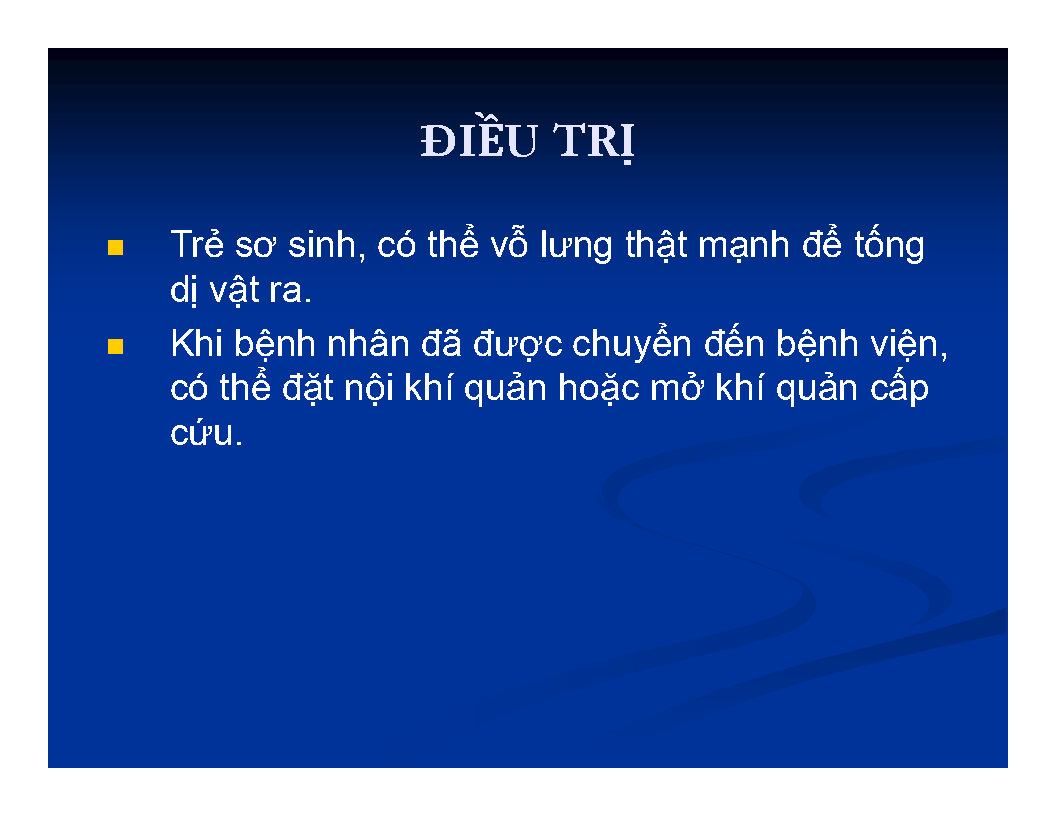 ĐIỀU TRỊ
Trẻ sơ sinh, có thể vỗ lưng thật mạnh để tống
dị vật ra.
Khi bệnh nhân đã được chuyển đến bệnh viện,
có thể đặt nội khí quản hoặc mở khí quản cấp
cứu.